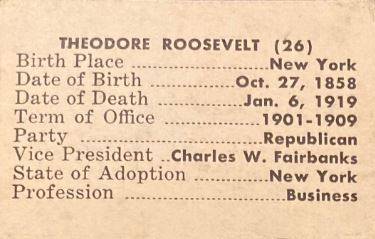 THEODORE ROOSEVELT (26)
Birth Place ................New York
Date of Birth ............Oct. 27, 1858
Date of Death ............Jan. 6, 1919
Term of Office .............1901-1909
Party ......................Republican
Vice President ..Charles W. Fairbanks
State of Adoption .........New York
Profession ....................Business